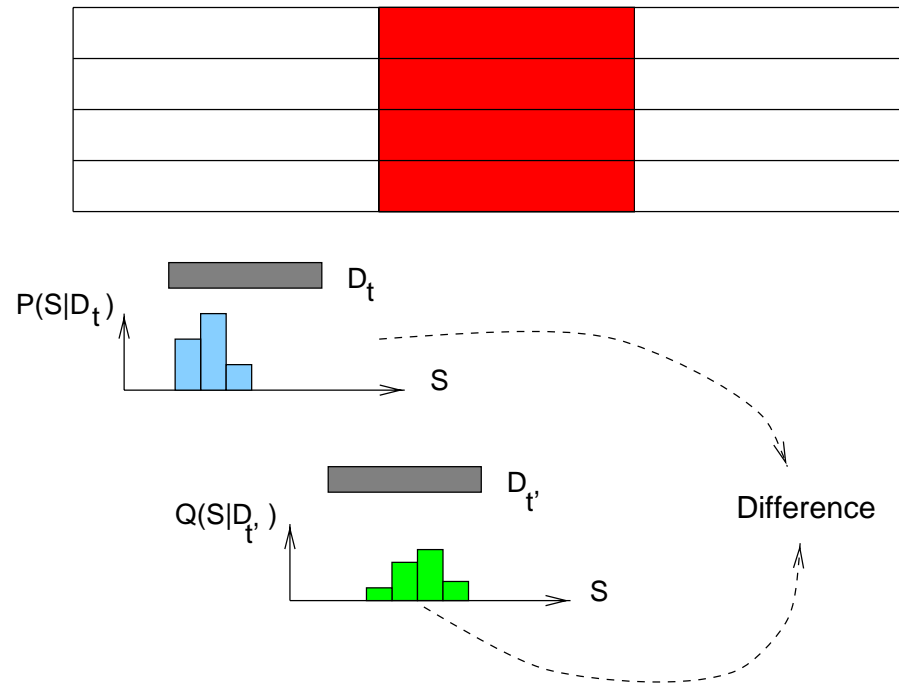 D_t
P(S|D_t)
S
D_t'
Q(S|D_t' )
Difference
S